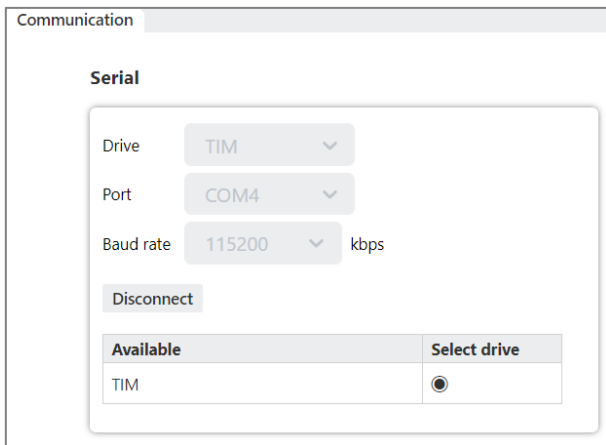 Communication
Serial
Drive TIM
Port COM4
Baud rate 115200 kbps
Disconnect
Available Select drive
TIM